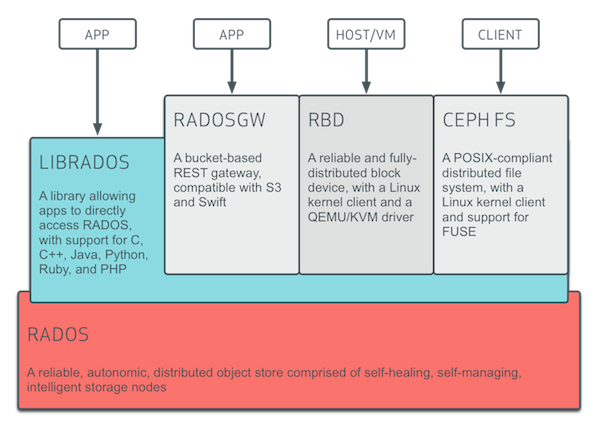 APP
APP
HOST/VM
CLIENT
LIBRADOS
A library allowing
apps to directly
access RADOS,
with support for C,
C++, Java, Python,
Ruby, and PHP
RADOSGW
A bucket-based
REST gateway,
compatible with S3
and Swift
RBD
A reliable and fully-
distributed block
device, with a Linux
kernel client and a
QEMU/KVM driver
CEPH FS
A POSIX-compliant
distributed file
system, with a
Linux kernel client
and support for
FUSE
RADOS
A reliable, autonomic, distributed object store comprised of self-healing, self-managing,
intelligent storage nodes